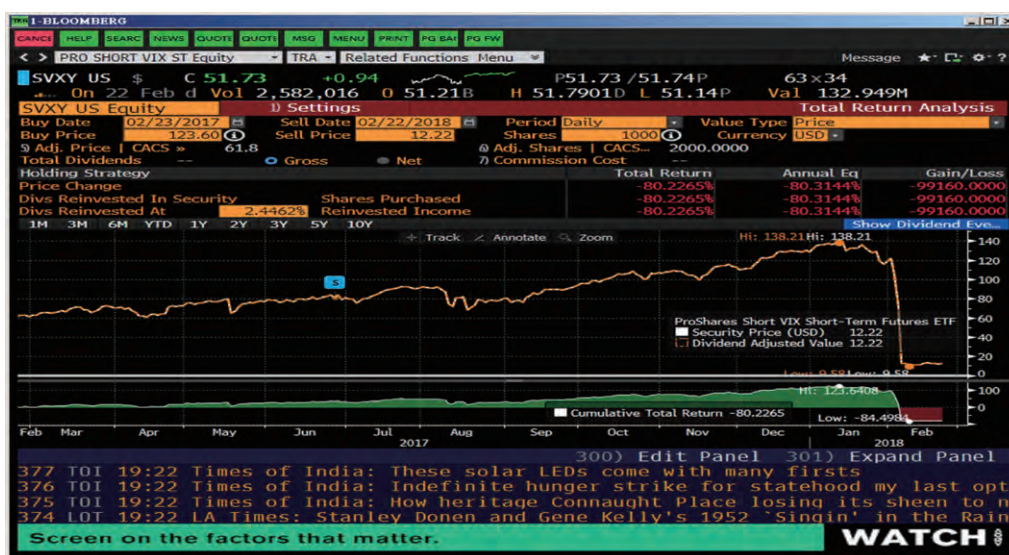 TRA 1-BLOOMBERG
CANCE HELP SEARC NEWS QUOTE QUOTE MSG MENU PRINT PG BAC PG FW
< > PRO SHORT VIX ST Equity TRA Related Functions Menu Message ?
SVXY US $ C 51.73 +0.94 P51.73/51.74P 63x34
On 22 Feb d Vol 2,582,016 O 51.21B H 51.7901D L 51.14P Val 132.949M
SVXY US Equity 1) Settings Total Return Analysis
Buy Date 02/23/2017 Sell Date 02/22/2018 Period Daily Value Type Price
Buy Price 123.60 Sell Price 12.22 Shares 1000 Currency USD
5) Adj. Price | CACS » 61.8 6) Adj. Shares | CACS... 2000.0000
Total Dividends -- Gross Net 7) Commission Cost --
Holding Strategy Total Return Annual Eq Gain/Loss
Price Change -80.2265% -80.3144% -99160.0000
Divs Reinvested In Security Shares Purchased -80.2265% -80.3144% -99160.0000
Divs Reinvested At 2.4462% Reinvested Income -80.2265% -80.3144% -99160.0000
1M 3M 6M YTD 1Y 2Y 3Y 5Y 10Y Show Dividend Eve...
Track Annotate Zoom Hi: 138.21Hi: 138.21
140
120
100
S
80
60
ProShares Short VIX Short-Term Futures ETF
Security Price (USD) 12.22
40
Dividend Adjusted Value 12.22
20
Low: 9.58Low: 9.58
0
Hi: 123.6408
100
Cumulative Total Return -80.2265
0
Low: -84.4984
Feb Mar Apr May Jun Jul Aug Sep Oct Nov Dec Jan Feb
2017 2018
300) Edit Panel 301) Expand Panel
377 TOI 19:22 Times of India: These solar LEDs come with many firsts
376 TOI 19:22 Times of India: Indefinite hunger strike for statehood my last opt
375 TOI 19:22 Times of India: How heritage Connaught Place losing its sheen to n
374 LOT 19:22 LA Times: Stanley Donen and Gene Kelly's 1952 `Singin' in the Rain
Screen on the factors that matter. WATCH